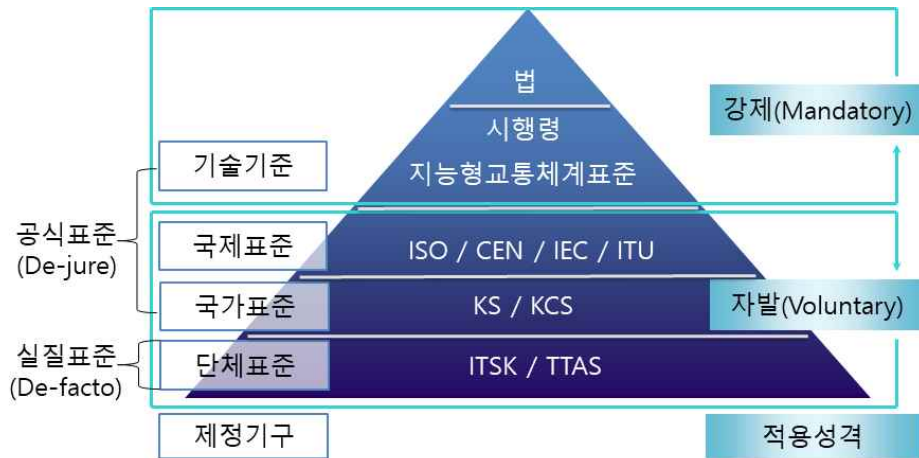 법
강제(Mandatory)
시행령
기술기준
지능형교통체계표준
공식표준
(De-jure)
국제표준
ISO / CEN / IEC / ITU
국가표준
KS / KCS
자발(Voluntary)
실질표준
(De-facto)
단체표준
ITSK / TTAS
제정기구
적용성격